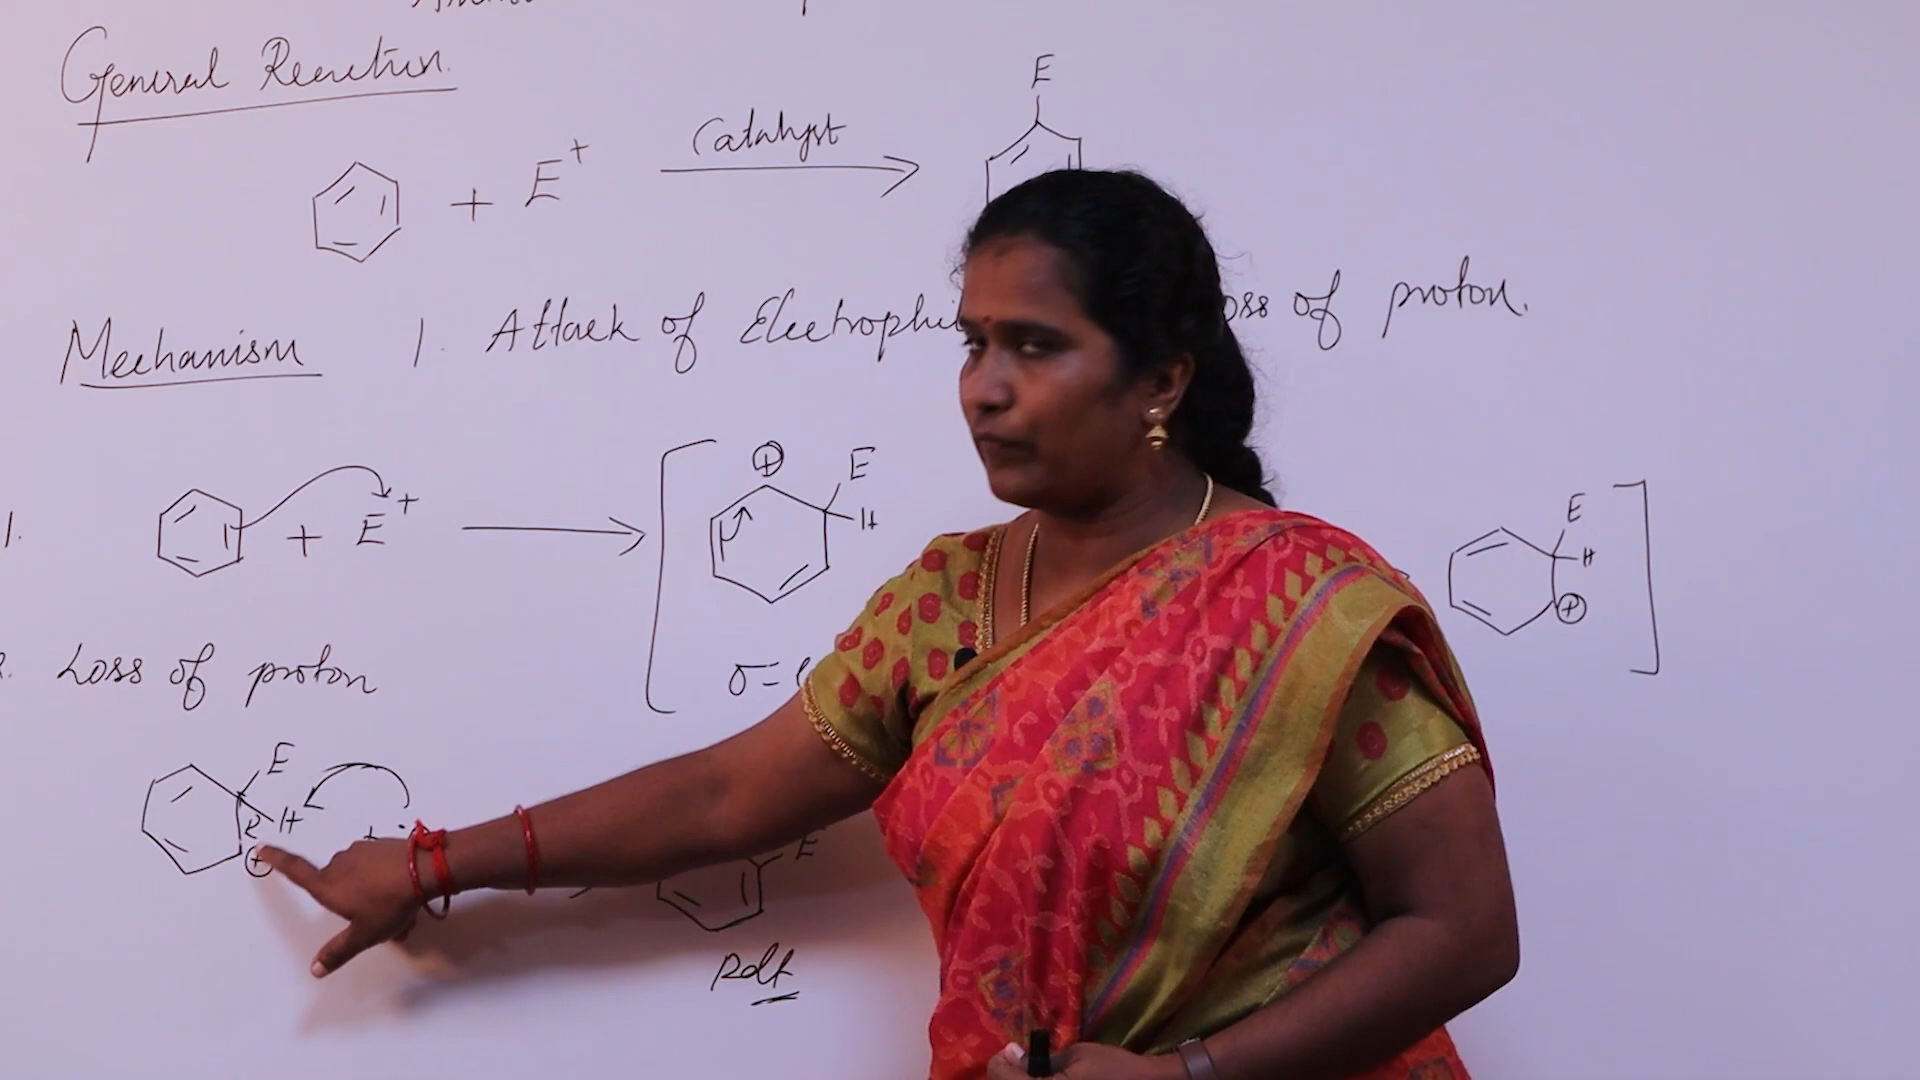 General Reaction.
E
+ E+ Catalyst
Mechanism 1. Attack of Electrophil oss of proton.
1. + E+ E H E H
σ=
2. Loss of proton
E H
E
Pdt